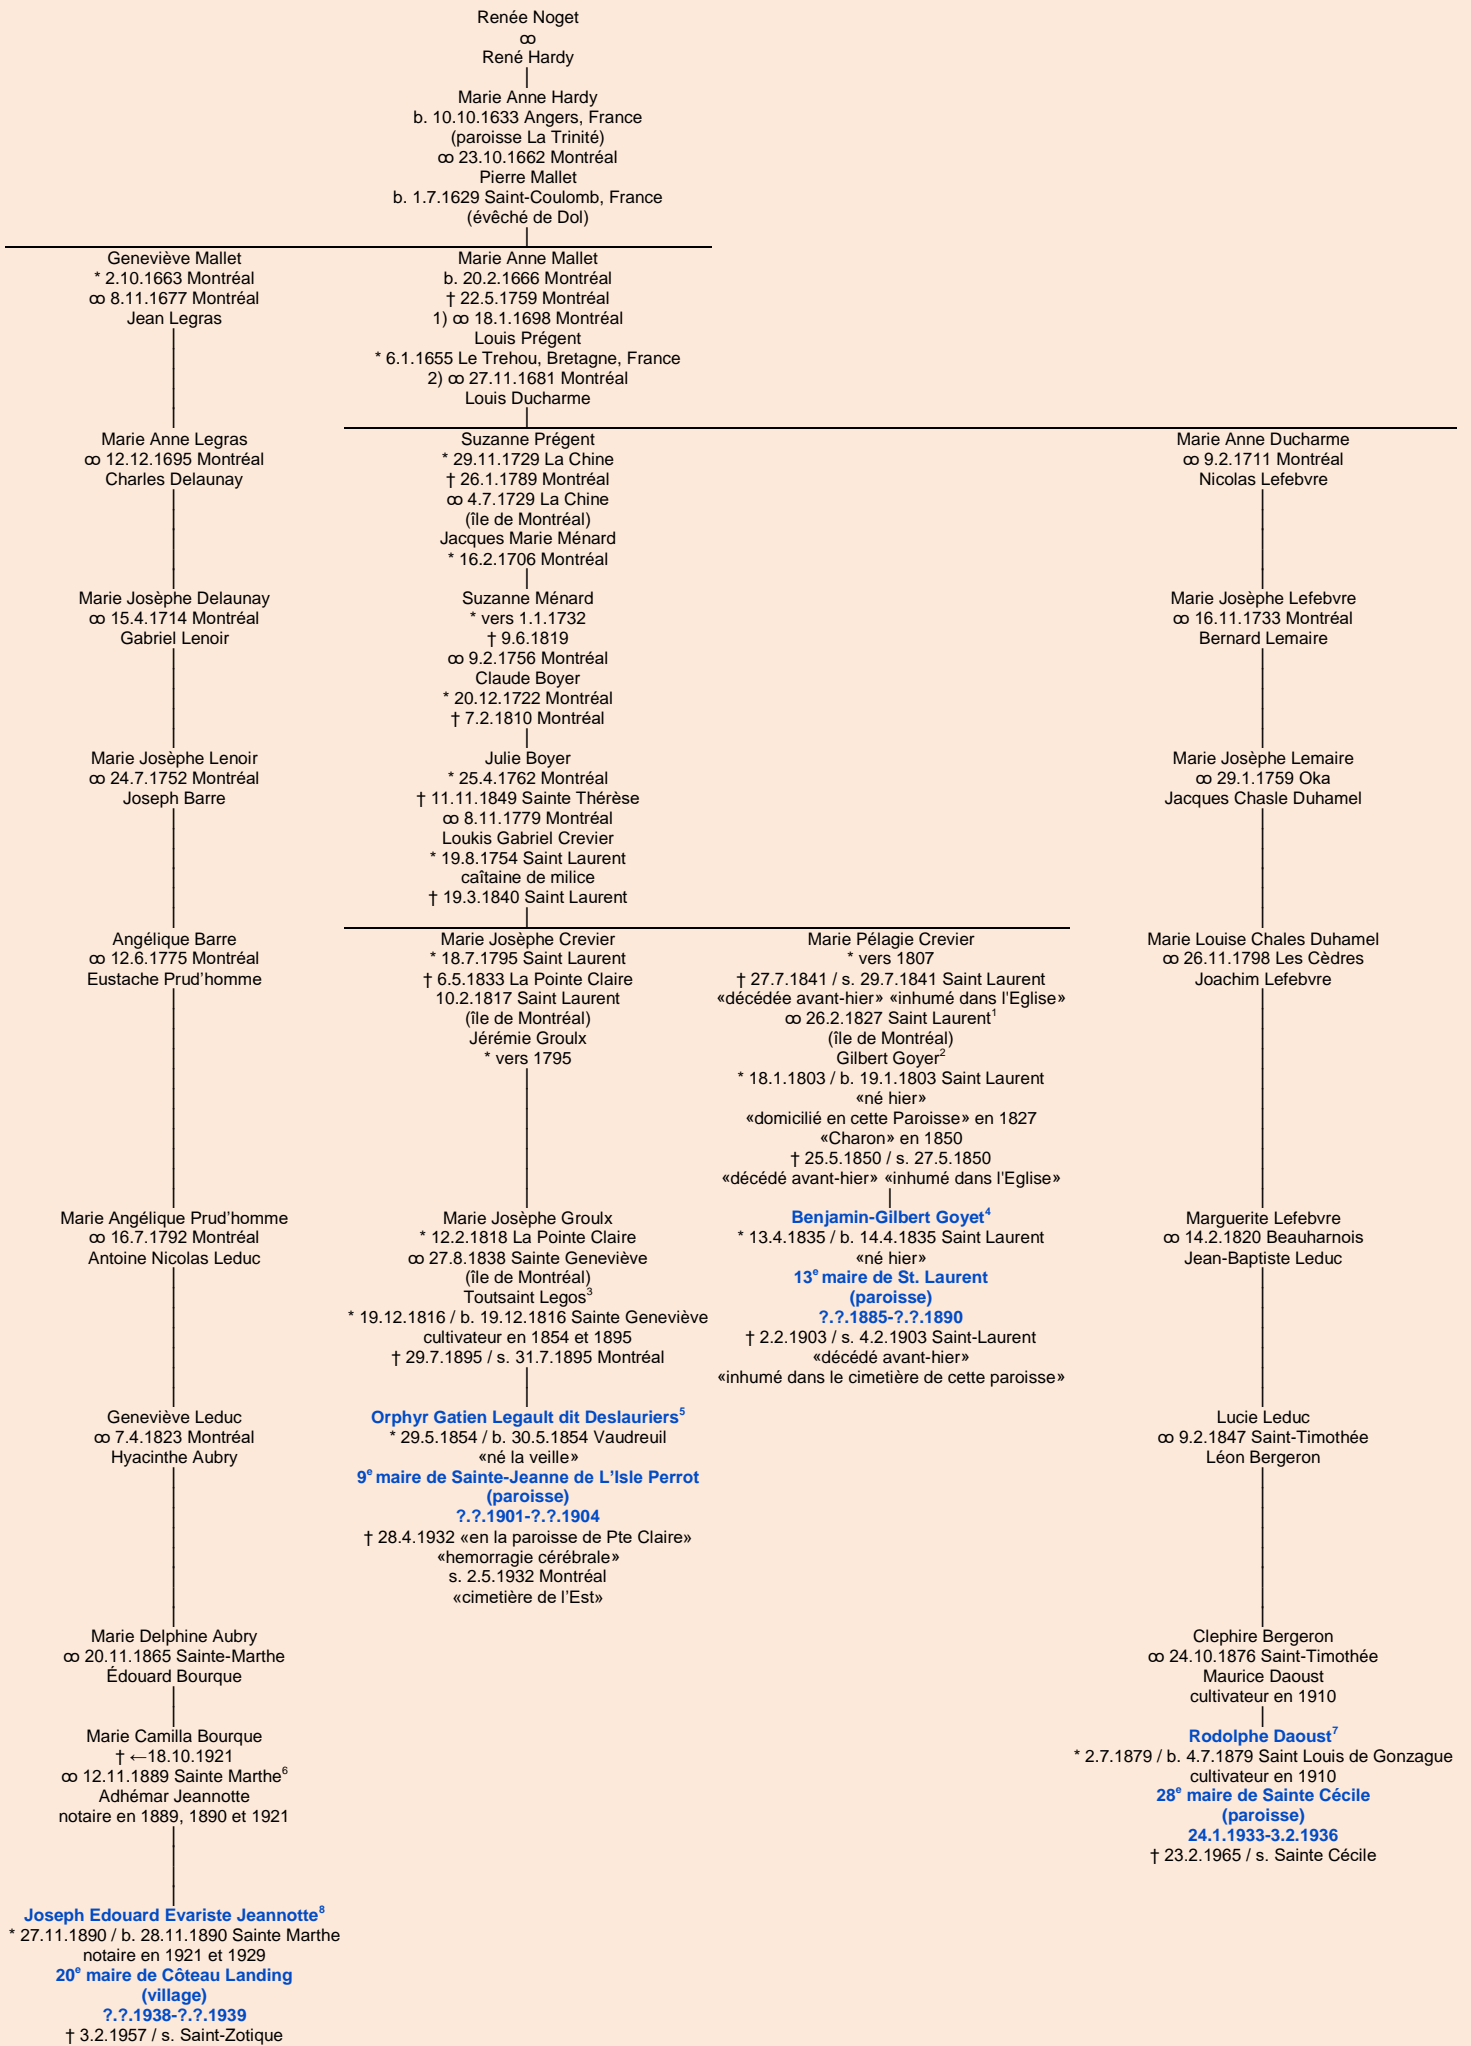 Renée Noget
∞
René Hardy
Marie Anne Hardy
b. 10.10.1633 Angers, France
(paroisse La Trinité)
∞ 23.10.1662 Montréal
Pierre Mallet
b. 1.7.1629 Saint-Coulomb, France
(évêché de Dol)
Geneviève Mallet
* 2.10.1663 Montréal
∞ 8.11.1677 Montréal
Jean Legras
Marie Anne Mallet
b. 20.2.1666 Montréal
† 22.5.1759 Montréal
1) ∞ 18.1.1698 Montréal
Louis Prégent
* 6.1.1655 Le Trehou, Bretagne, France
2) ∞ 27.11.1681 Montréal
Louis Ducharme
Marie Anne Legras
∞ 12.12.1695 Montréal
Charles Delaunay
Suzanne Prégent
* 29.11.1729 La Chine
† 26.1.1789 Montréal
∞ 4.7.1729 La Chine
(île de Montréal)
Jacques Marie Ménard
* 16.2.1706 Montréal
Marie Anne Ducharme
∞ 9.2.1711 Montréal
Nicolas Lefebvre
Marie Josèphe Delaunay
∞ 15.4.1714 Montréal
Gabriel Lenoir
Suzanne Ménard
* vers 1.1.1732
† 9.6.1819
∞ 9.2.1756 Montréal
Claude Boyer
* 20.12.1722 Montréal
† 7.2.1810 Montréal
Marie Josèphe Lefebvre
∞ 16.11.1733 Montréal
Bernard Lemaire
Marie Josèphe Lenoir
∞ 24.7.1752 Montréal
Joseph Barre
Julie Boyer
* 25.4.1762 Montréal
† 11.11.1849 Sainte Thérèse
∞ 8.11.1779 Montréal
Loukis Gabriel Crevier
* 19.8.1754 Saint Laurent
caîtaine de milice
† 19.3.1840 Saint Laurent
Marie Josèphe Lemaire
∞ 29.1.1759 Oka
Jacques Chasle Duhamel
Angélique Barre
∞ 12.6.1775 Montréal
Eustache Prud'homme
Marie Josèphe Crevier
* 18.7.1795 Saint Laurent
† 6.5.1833 La Pointe Claire
10.2.1817 Saint Laurent
(île de Montréal)
Jérémie Groulx
* vers 1795
Marie Pélagie Crevier
* vers 1807
† 27.7.1841 / s. 29.7.1841 Saint Laurent
«décédée avant-hier» «inhumé dans l'Eglise»
∞ 26.2.1827 Saint Laurent¹
(île de Montréal)
Gilbert Goyer²
* 18.1.1803 / b. 19.1.1803 Saint Laurent
«né hier»
«domicilié en cette Paroisse» en 1827
«Charon» en 1850
† 25.5.1850 / s. 27.5.1850
«décédé avant-hier» «inhumé dans l'Eglise»
Marie Louise Chales Duhamel
∞ 26.11.1798 Les Cèdres
Joachim Lefebvre
Marie Angélique Prud'homme
∞ 16.7.1792 Montréal
Antoine Nicolas Leduc
Marie Josèphe Groulx
* 12.2.1818 La Pointe Claire
∞ 27.8.1838 Sainte Geneviève
(île de Montréal)
Toutsaint Legos³
* 19.12.1816 / b. 19.12.1816 Sainte Geneviève
cultivateur en 1854 et 1895
† 29.7.1895 / s. 31.7.1895 Montréal
Benjamin-Gilbert Goyet⁴
* 13.4.1835 / b. 14.4.1835 Saint Laurent
«né hier»
13e maire de St. Laurent
(paroisse)
?.?.1885-?.?.1890
† 2.2.1903 / s. 4.2.1903 Saint-Laurent
«décédé avant-hier»
«inhumé dans le cimetière de cette paroisse»
Marguerite Lefebvre
∞ 14.2.1820 Beauharnois
Jean-Baptiste Leduc
Geneviève Leduc
∞ 7.4.1823 Montréal
Hyacinthe Aubry
Orphyr Gatien Legault dit Deslauriers⁵
* 29.5.1854 / b. 30.5.1854 Vaudreuil
«né la veille»
9e maire de Sainte-Jeanne de L'Isle Perrot
(paroisse)
?.?.1901-?.?.1904
† 28.4.1932 «en la paroisse de Pte Claire»
«hemorragie cérébrale»
s. 2.5.1932 Montréal
«cimetière de l'Est»
Lucie Leduc
∞ 9.2.1847 Saint-Timothée
Léon Bergeron
Marie Delphine Aubry
∞ 20.11.1865 Sainte-Marthe
Édouard Bourque
Clephire Bergeron
∞ 24.10.1876 Saint-Timothée
Maurice Daoust
cultivateur en 1910
Marie Camilla Bourque
† ←18.10.1921
∞ 12.11.1889 Sainte Marthe⁶
Adhémar Jeannotte
notaire en 1889, 1890 et 1921
Rodolphe Daoust⁷
* 2.7.1879 / b. 4.7.1879 Saint Louis de Gonzague
cultivateur en 1910
28e maire de Sainte Cécile
(paroisse)
24.1.1933-3.2.1936
† 23.2.1965 / s. Sainte Cécile
Joseph Edouard Evariste Jeannotte⁸
* 27.11.1890 / b. 28.11.1890 Sainte Marthe
notaire en 1921 et 1929
20e maire de Côteau Landing
(village)
?.?.1938-?.?.1939
† 3.2.1957 / s. Saint-Zotique